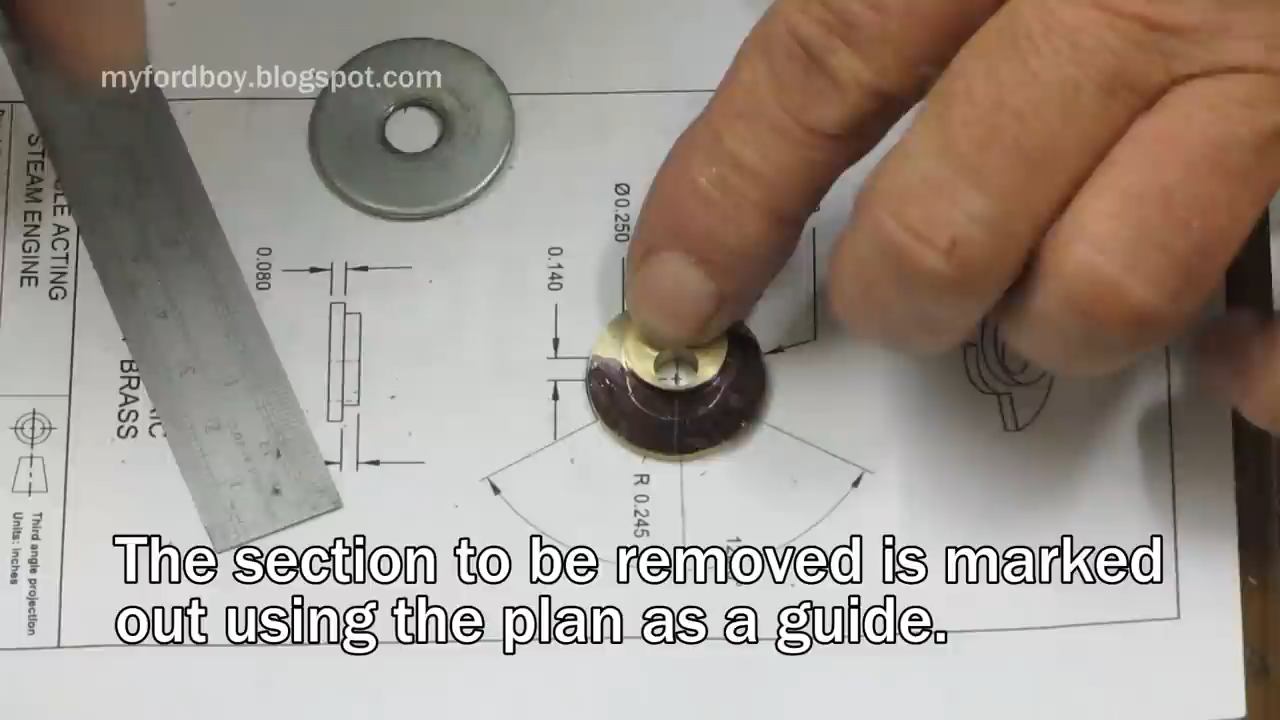 myfordboy.blogspot.com
ACTING
STEAM ENGINE
BRASS
Third angle projection
Units: inches
0.080
0.140
Ø0.250
R 0.245
The section to be removed is marked
out using the plan as a guide.